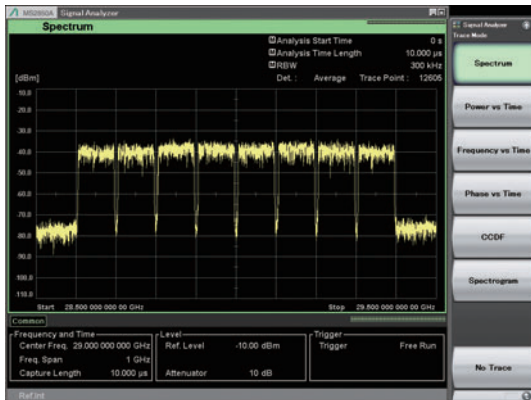 MS2850A Signal Analyzer
Spectrum
Analysis Start Time 0 s
Analysis Time Length 10.000 µs
RBW 300 kHz
Det. : Average Trace Point : 12605
[dBm]
-10.0
-20.0
-30.0
-40.0
-50.0
-60.0
-70.0
-80.0
-90.0
-100.0
-110.0
Start 28.500 000 000 00 GHz
Stop 29.500 000 000 00 GHz
Common
Frequency and Time
Center Freq. 29.000 000 000 GHz
Freq. Span 1 GHz
Capture Length 10.000 µs
Level
Ref. Level -10.00 dBm
Attenuator 10 dB
Trigger
Trigger Free Run
Ref.Int
Signal Analyzer
Trace Mode
Spectrum
Power vs Time
Frequency vs Time
Phase vs Time
CCDF
Spectrogram
No Trace